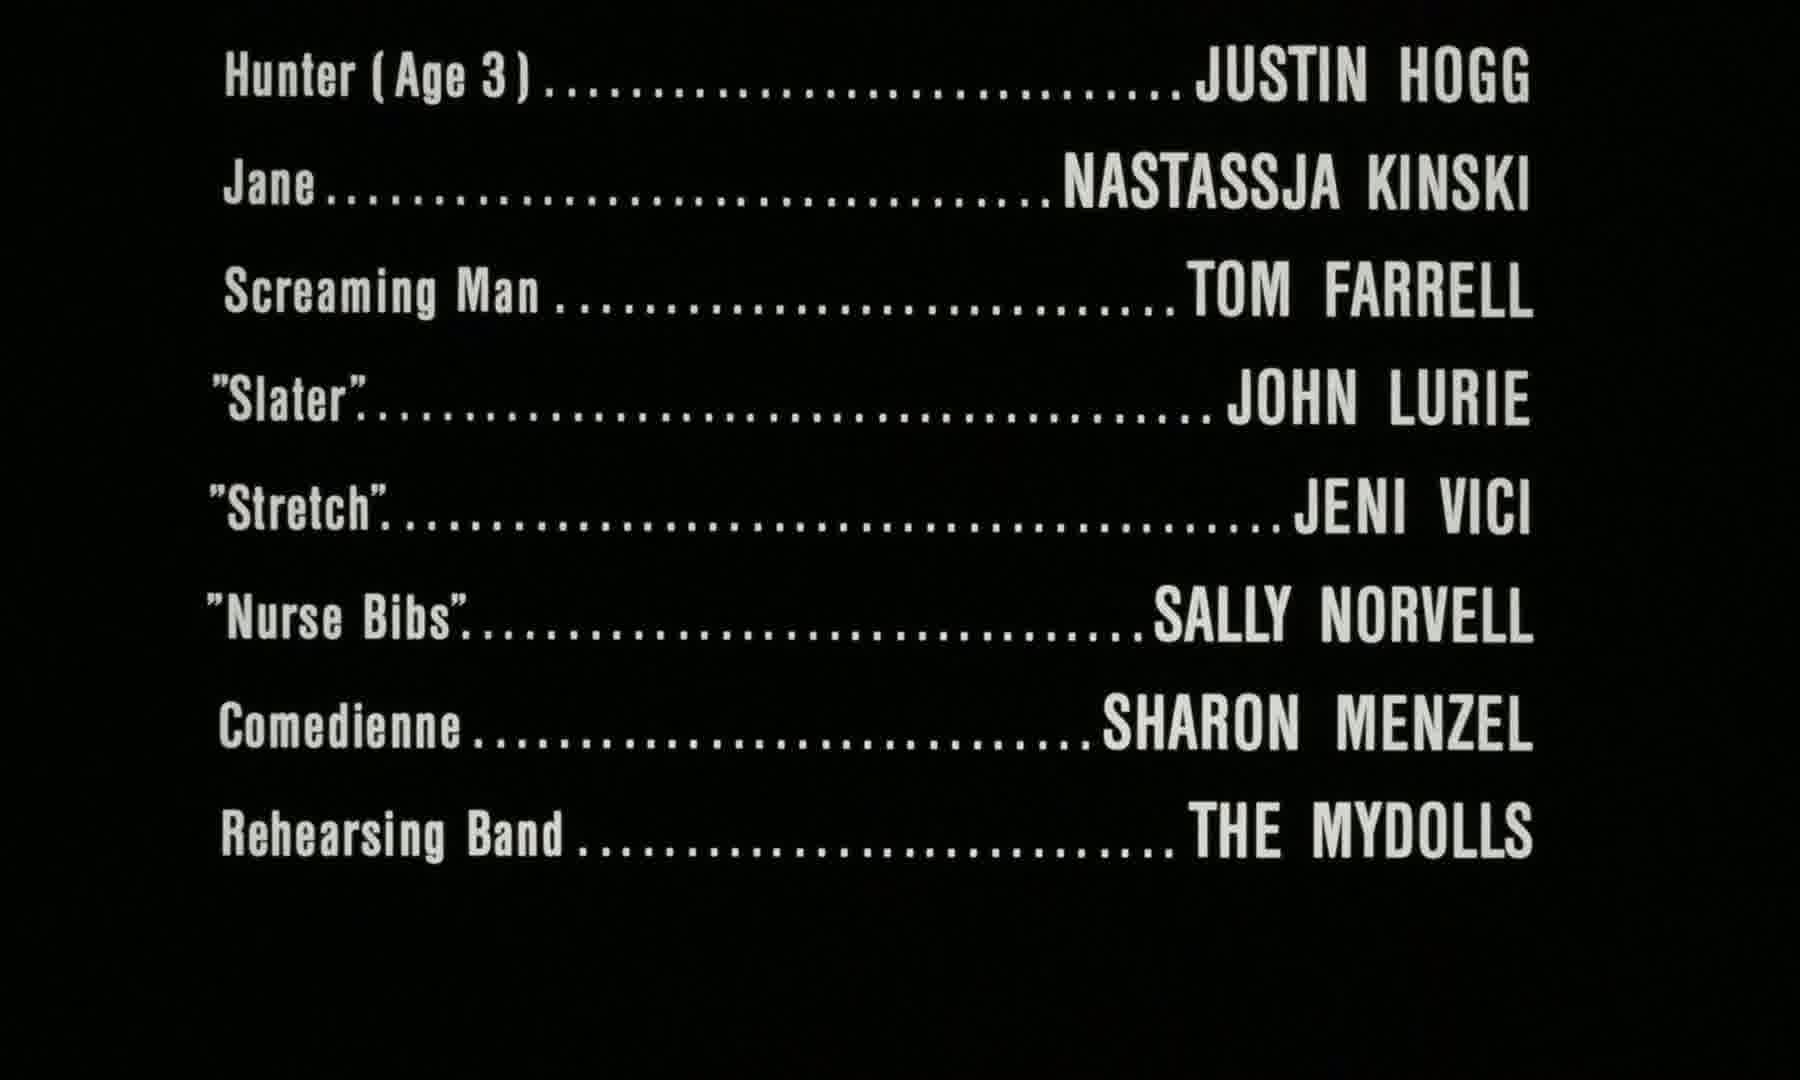 Hunter (Age 3) ..............................JUSTIN HOGG
Jane..................................NASTASSJA KINSKI
Screaming Man .............................TOM FARRELL
"Slater"........................................JOHN LURIE
"Stretch"..........................................JENI VICI
"Nurse Bibs"................................SALLY NORVELL
Comedienne .............................SHARON MENZEL
Rehearsing Band ............................THE MYDOLLS